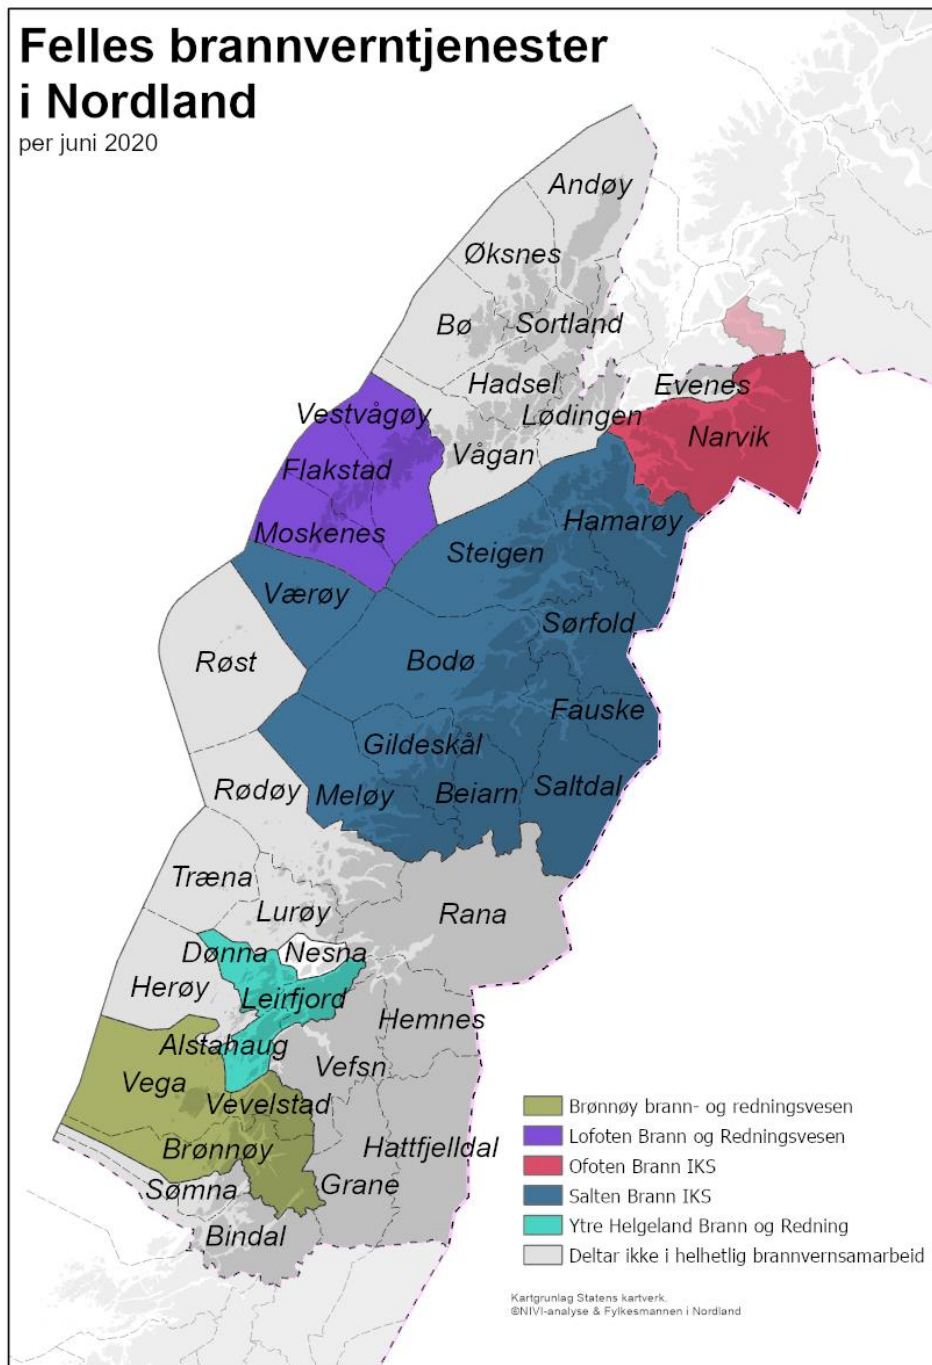 Felles brannverntjenester
i Nordland
per juni 2020
Andøy
Øksnes
Bø
Sortland
Hadsel
Evenes
Vestvågøy
Lødingen
Narvik
Vågan
Flakstad
Moskenes
Hamarøy
Steigen
Værøy
Sørfold
Røst
Bodø
Fauske
Gildeskål
Rødøy
Meløy
Beiarn
Saltdal
Træna
Lurøy
Rana
Dønna
Nesna
Herøy
Leirfjord
Hemnes
Alstahaug
Vefsn
Vega
Vevelstad
Brønnøy
Hattfjelldal
Sømna
Grane
Bindal
Brønnøy brann- og redningsvesen
Lofoten Brann og Redningsvesen
Ofoten Brann IKS
Salten Brann IKS
Ytre Helgeland Brann og Redning
Deltar ikke i helhetlig brannvernsamarbeid
Kartgrunlag Statens kartverk.
©NIVI-analyse & Fylkesmannen i Nordland